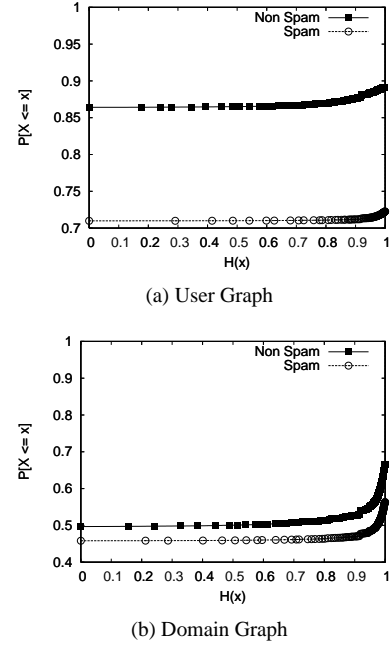 1
0.95
0.9
0.85
0.8
0.75
0.7
P[X <= x]
Non Spam
Spam
0 0.1 0.2 0.3 0.4 0.5 0.6 0.7 0.8 0.9 1
H(x)
(a) User Graph
1
0.9
0.8
0.7
0.6
0.5
0.4
P[X <= x]
Non Spam
Spam
0 0.1 0.2 0.3 0.4 0.5 0.6 0.7 0.8 0.9 1
H(x)
(b) Domain Graph